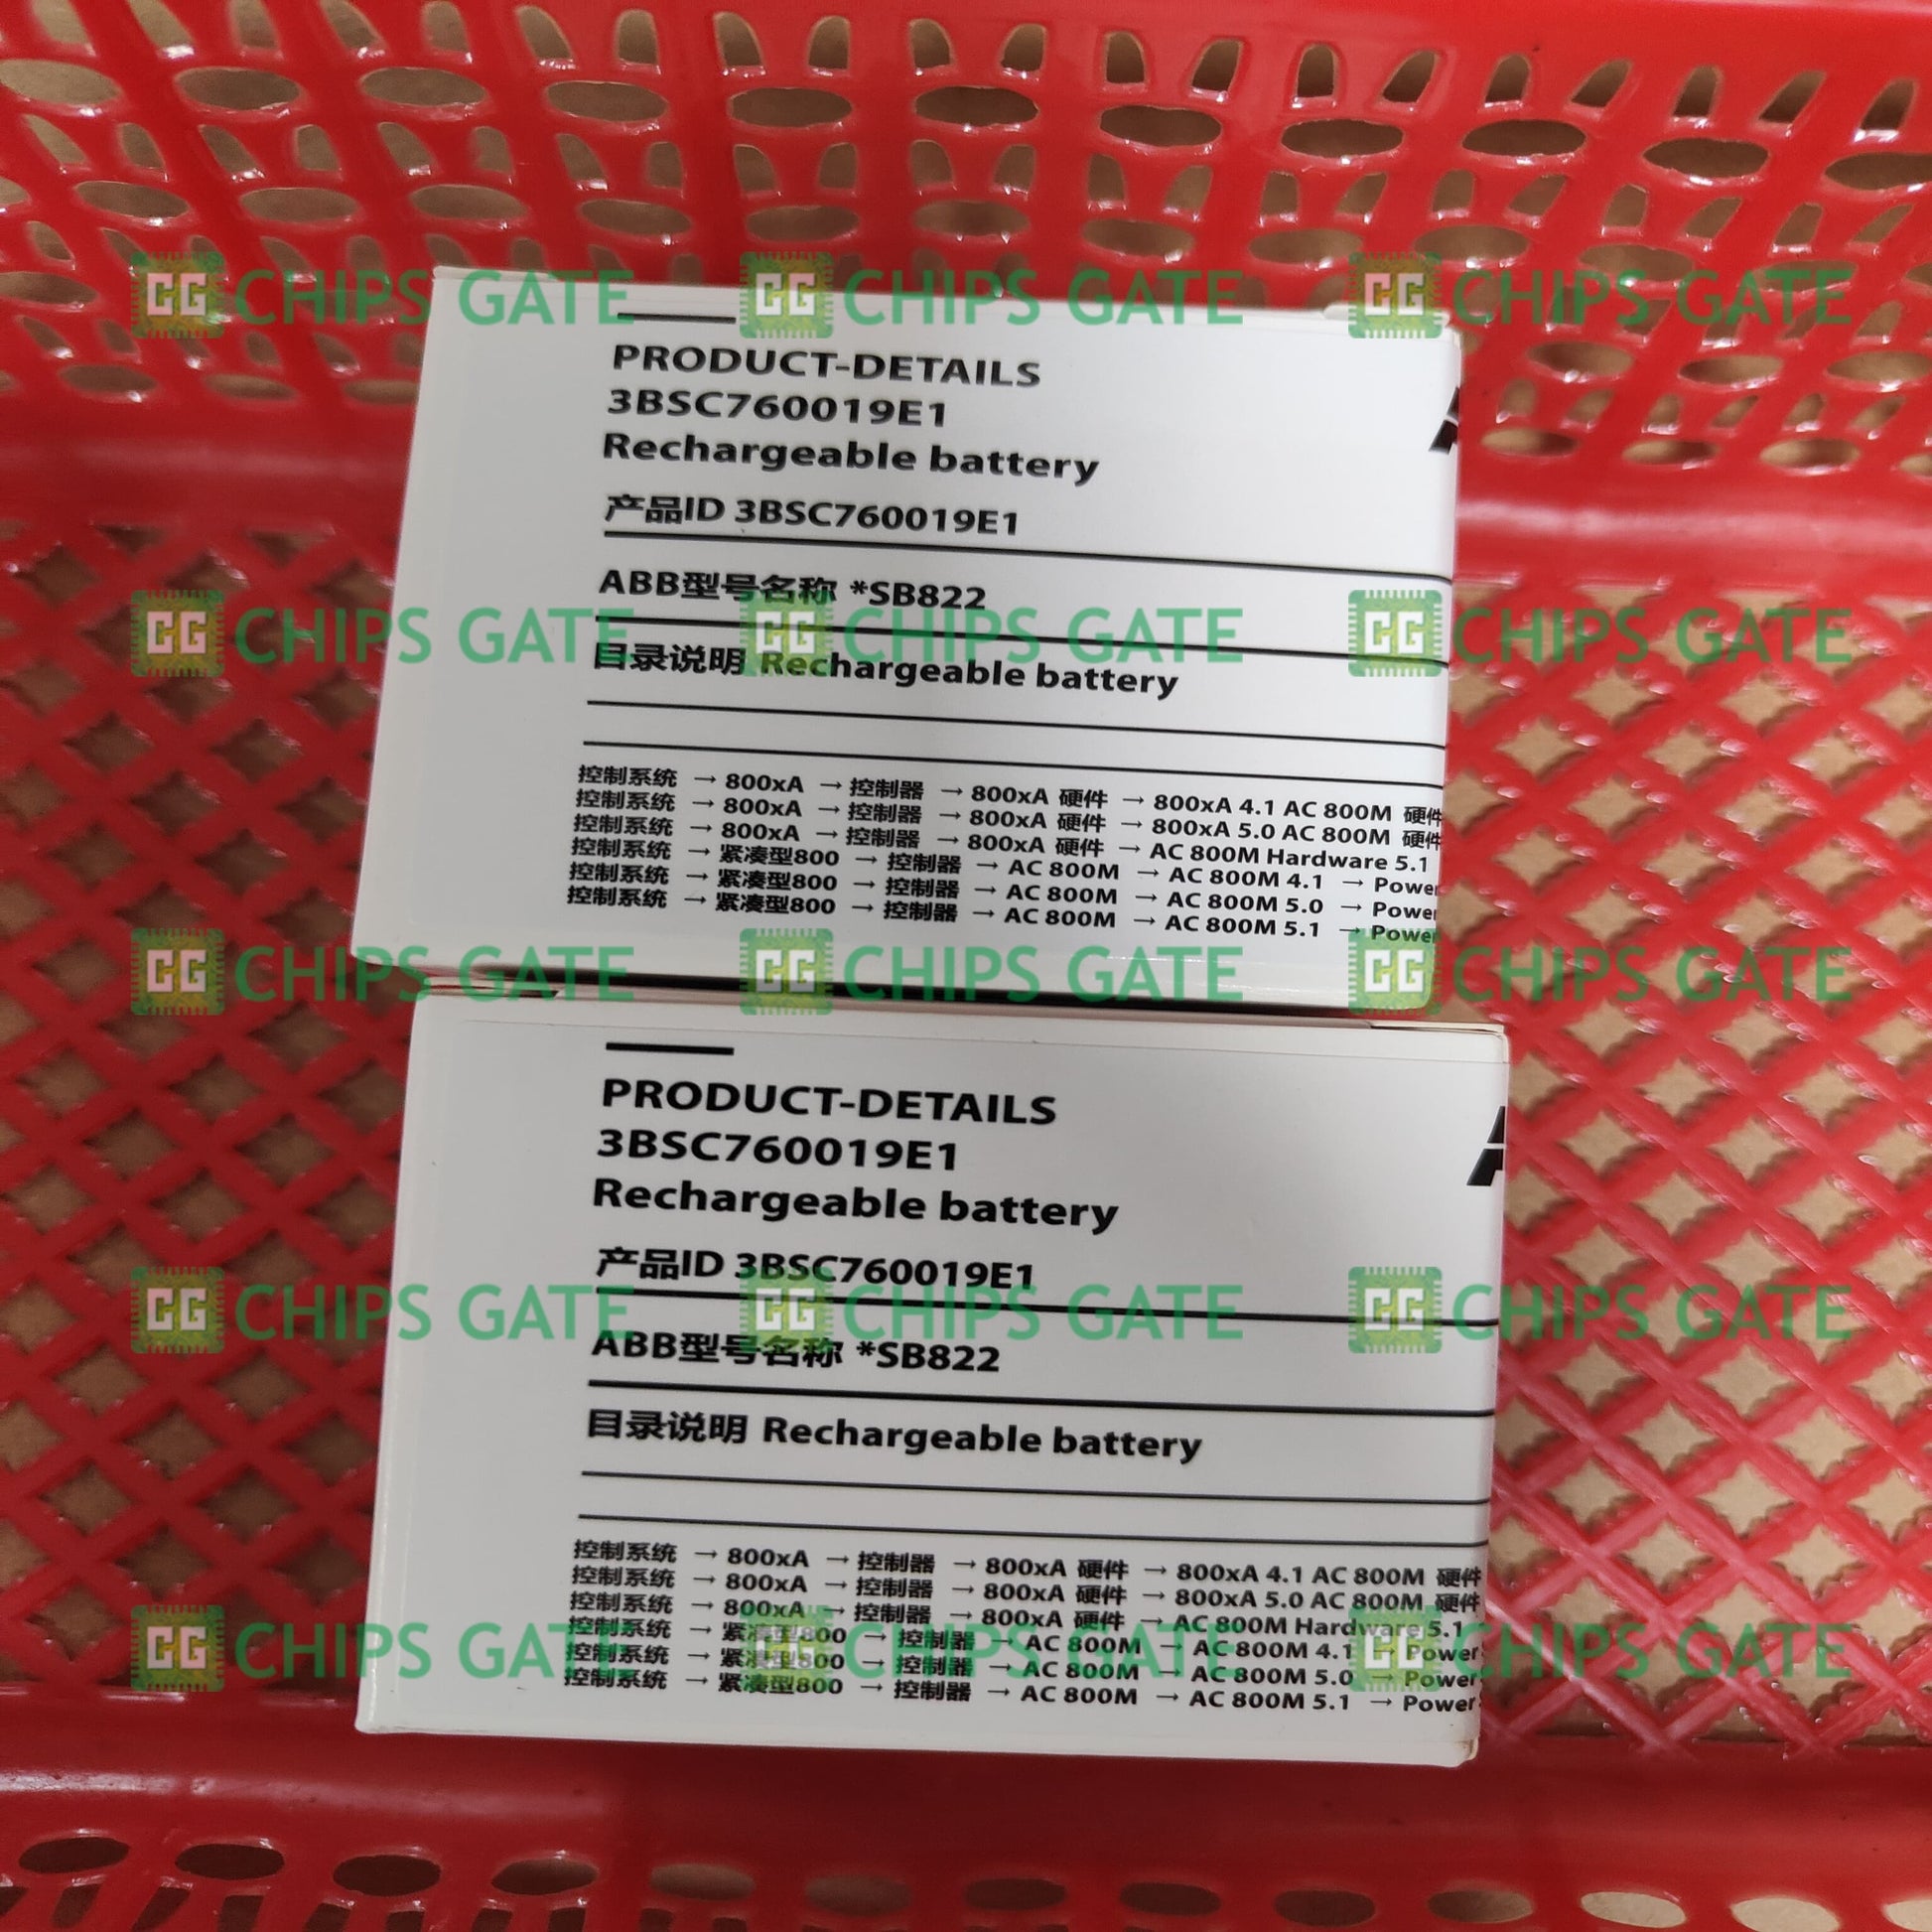 CG CHIPS GATE CG CHIPS GATE CG CHIPS GATE
PRODUCT-DETAILS
3BSC760019E1
Rechargeable battery
产品ID 3BSC760019E1
ABB型号名称 *SB822
CG CHIPS GATE CG CHIPS GATE CG CHIPS GATE
目录说明 Rechargeable battery
控制系统 → 800xA → 控制器 → 800xA 硬件 → 800xA 4.1 AC 800M 硬件
控制系统 → 800xA → 控制器 → 800xA 硬件 → 800xA 5.0 AC 800M 硬件
控制系统 → 800xA → 控制器 → 800xA 硬件 → AC 800M Hardware 5.1
控制系统 → 紧凑型800 → 控制器 → AC 800M → AC 800M 4.1 → Power
控制系统 → 紧凑型800 → 控制器 → AC 800M → AC 800M 5.0 → Power
控制系统 → 紧凑型800 → 控制器 → AC 800M → AC 800M 5.1 → Power
CG CHIPS GATE CG CHIPS GATE CG CHIPS GATE
PRODUCT-DETAILS
3BSC760019E1
Rechargeable battery
产品ID 3BSC760019E1
CG CHIPS GATE CG CHIPS GATE CG CHIPS GATE
ABB型号名称 *SB822
目录说明 Rechargeable battery
控制系统 → 800xA → 控制器 → 800xA 硬件 → 800xA 4.1 AC 800M 硬件
控制系统 → 800xA → 控制器 → 800xA 硬件 → 800xA 5.0 AC 800M 硬件
控制系统 → 800xA → 控制器 → 800xA 硬件 → AC 800M Hardware 5.1
控制系统 → 紧凑型800 → 控制器 → AC 800M → AC 800M 4.1 → Power
CG CHIPS GATE CG CHIPS GATE CG CHIPS GATE
控制系统 → 紧凑型800 → 控制器 → AC 800M → AC 800M 5.0 → Power
控制系统 → 紧凑型800 → 控制器 → AC 800M → AC 800M 5.1 → Power